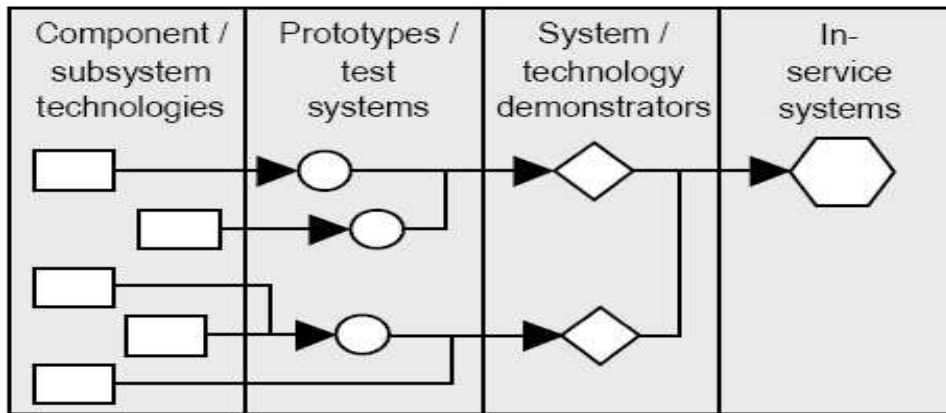 Component /
subsystem
technologies
Prototypes /
test
systems
System /
technology
demonstrators
In-
service
systems